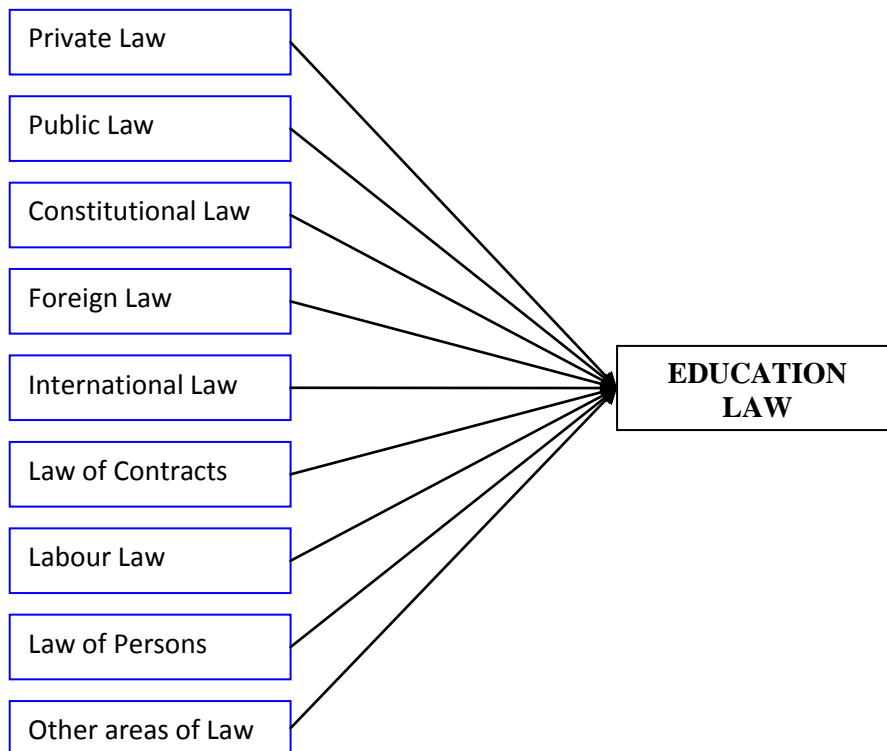 Private Law
Public Law
Constitutional Law
Foreign Law
International Law
Law of Contracts
Labour Law
Law of Persons
Other areas of Law
EDUCATION
LAW